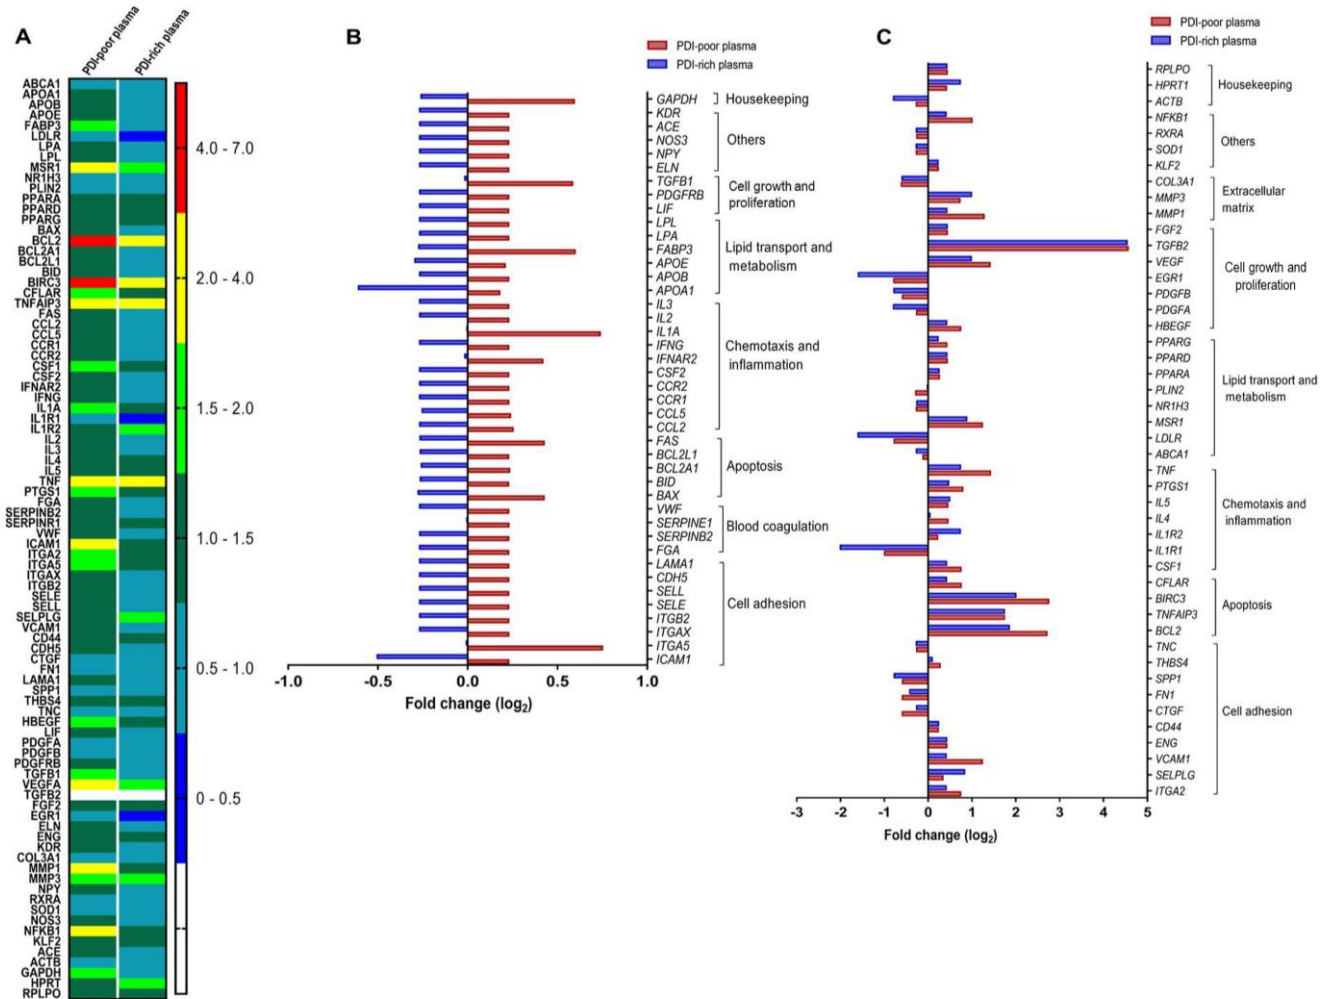 A
PDI-poor plasma
PDI-rich plasma
ABCA1
APOA1
APOB
APOE
FABP3
LDLR
LPA
LPL
MSR1
NR1H3
PLIN2
PPARA
PPARD
PPARG
BAX
BCL2
BCL2A1
BCL2L1
BID
BIRC3
CFLAR
TNFAIP3
FAS
CCL2
CCL5
CCR1
CCR2
CSF1
CSF2
IFNAR2
IFNG
IL1A
IL1R1
IL1R2
IL2
IL3
IL4
IL5
TNF
PTGS1
FGA
SERPINB2
SERPINR1
VWF
ICAM1
ITGA2
ITGA5
ITGAX
ITGB2
SELE
SELL
SELPLG
VCAM1
CD44
CDH5
CTGF
FN1
LAMA1
SPP1
THBS4
TNC
HBEGF
LIF
PDGFA
PDGFB
PDGFRB
TGFB1
VEGFA
TGFB2
FGF2
EGR1
ELN
ENG
KDR
COL3A1
MMP1
MMP3
NPY
RXRA
SOD1
NOS3
NFKB1
KLF2
ACE
ACTB
GAPDH
HPRT
RPLPO
4.0 - 7.0
2.0 - 4.0
1.5 - 2.0
1.0 - 1.5
0.5 - 1.0
0 - 0.5
B
PDI-poor plasma
PDI-rich plasma
GAPDH
KDR
ACE
NOS3
NPY
ELN
TGFB1
PDGFRB
LIF
LPL
LPA
FABP3
APOE
APOB
APOA1
IL3
IL2
IL1A
IFNG
IFNAR2
CSF2
CCR2
CCR1
CCL5
CCL2
FAS
BCL2L1
BCL2A1
BID
BAX
VWF
SERPINE1
SERPINB2
FGA
LAMA1
CDH5
SELL
SELE
ITGB2
ITGAX
ITGA5
ICAM1
Housekeeping
Others
Cell growth and
proliferation
Lipid transport and
metabolism
Chemotaxis and
inflammation
Apoptosis
Blood coagulation
Cell adhesion
-1.0 -0.5 0.0 0.5 1.0
Fold change (log2)
C
PDI-poor plasma
PDI-rich plasma
RPLPO
HPRT1
ACTB
NFKB1
RXRA
SOD1
KLF2
COL3A1
MMP3
MMP1
FGF2
TGFB2
VEGF
EGR1
PDGFB
PDGFA
HBEGF
PPARG
PPARD
PPARA
PLIN2
NR1H3
MSR1
LDLR
ABCA1
TNF
PTGS1
IL5
IL4
IL1R2
IL1R1
CSF1
CFLAR
BIRC3
TNFAIP3
BCL2
TNC
THBS4
SPP1
FN1
CTGF
CD44
ENG
VCAM1
SELPLG
ITGA2
Housekeeping
Others
Extracellular
matrix
Cell growth and
proliferation
Lipid transport and
metabolism
Chemotaxis and
inflammation
Apoptosis
Cell adhesion
-3 -2 -1 0 1 2 3 4 5
Fold change (log2)